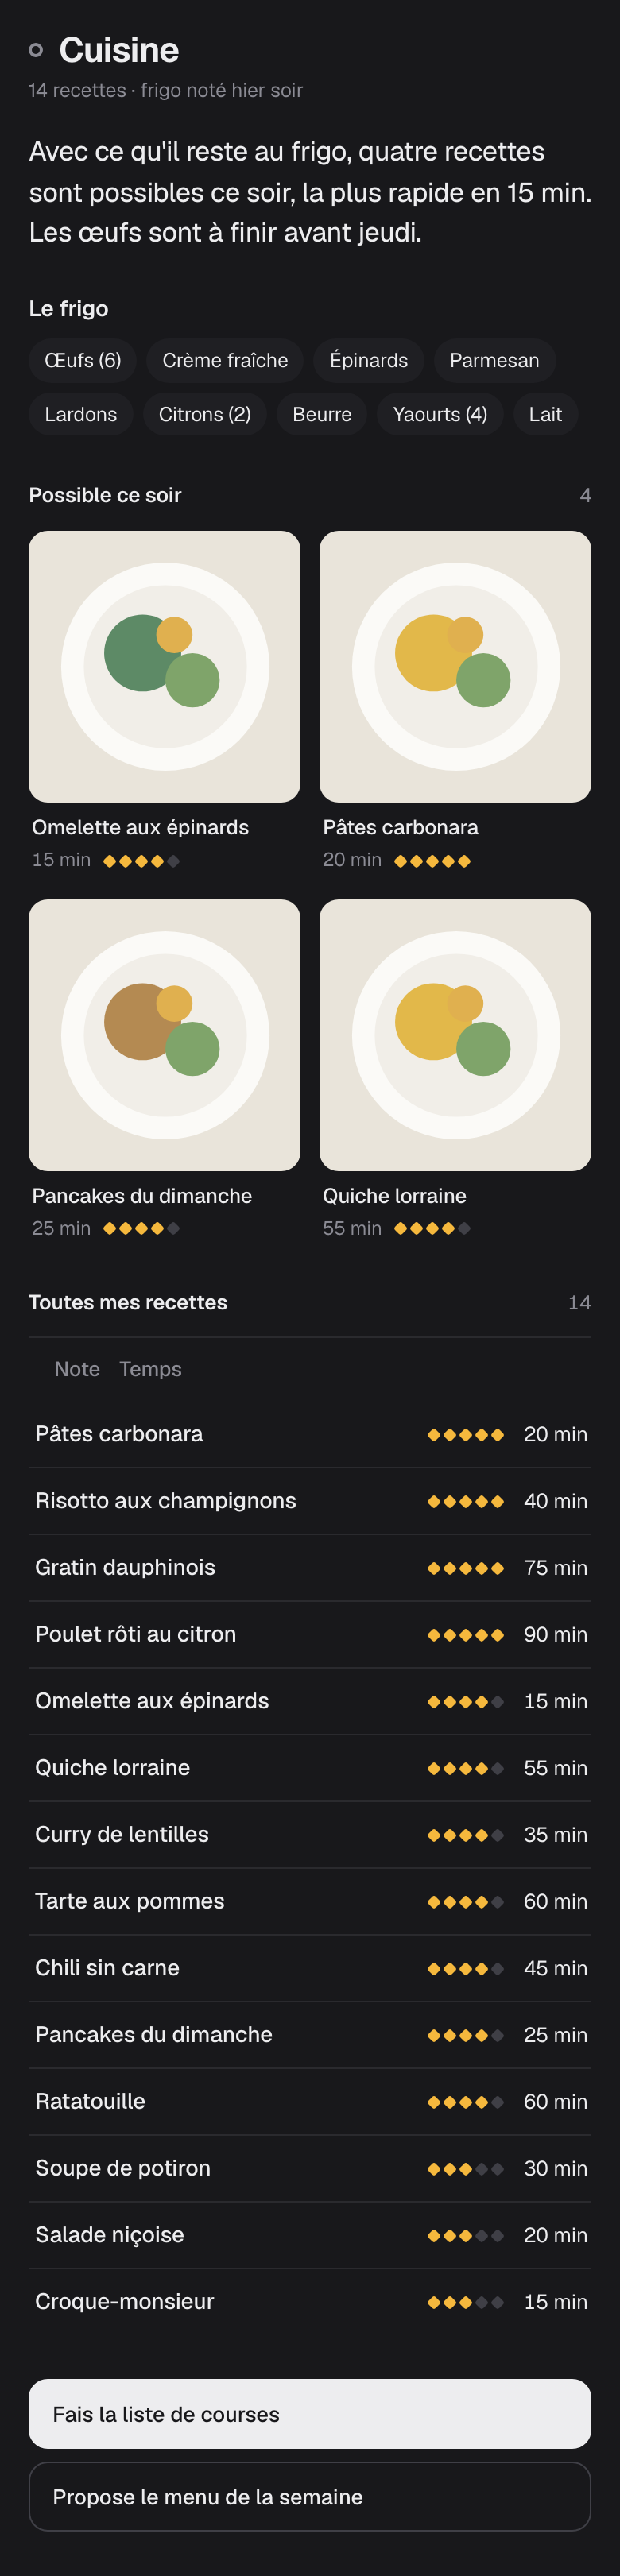 Cuisine
14 recettes · frigo noté hier soir
Avec ce qu'il reste au frigo, quatre recettes
sont possibles ce soir, la plus rapide en 15 min.
Les œufs sont à finir avant jeudi.
Le frigo
Œufs (6) Crème fraîche Épinards Parmesan
Lardons Citrons (2) Beurre Yaourts (4) Lait
Possible ce soir 4
Omelette aux épinards
15 min
Pâtes carbonara
20 min
Pancakes du dimanche
25 min
Quiche lorraine
55 min
Toutes mes recettes 14
Note Temps
Pâtes carbonara 20 min
Risotto aux champignons 40 min
Gratin dauphinois 75 min
Poulet rôti au citron 90 min
Omelette aux épinards 15 min
Quiche lorraine 55 min
Curry de lentilles 35 min
Tarte aux pommes 60 min
Chili sin carne 45 min
Pancakes du dimanche 25 min
Ratatouille 60 min
Soupe de potiron 30 min
Salade niçoise 20 min
Croque-monsieur 15 min
Fais la liste de courses
Propose le menu de la semaine